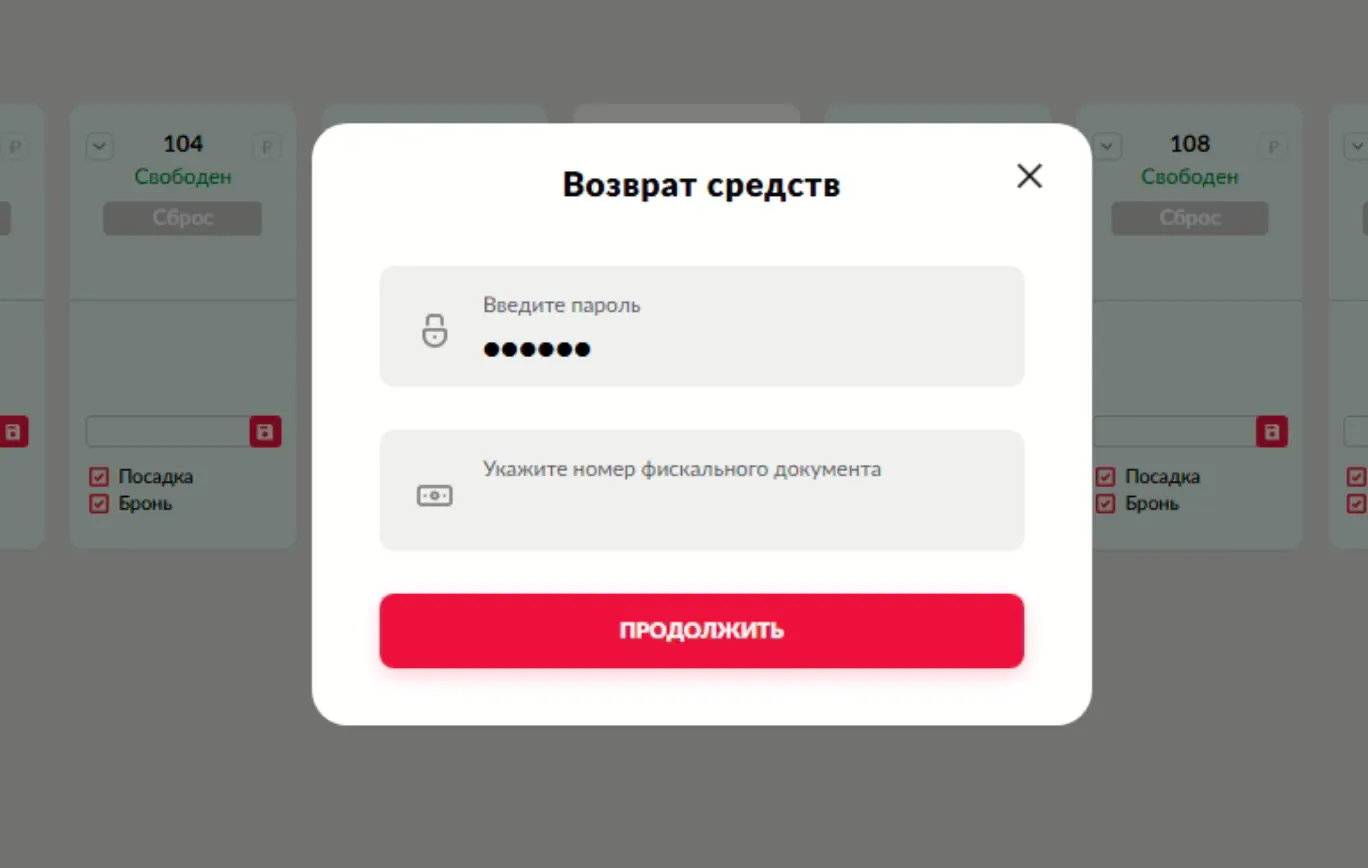 Возврат средств
Введите пароль
••••••
Укажите номер фискального документа
ПРОДОЛЖИТЬ
₽
104
₽
Свободен
Сброс
Посадка
Бронь
108
₽
Свободен
Сброс
Посадка
Бронь